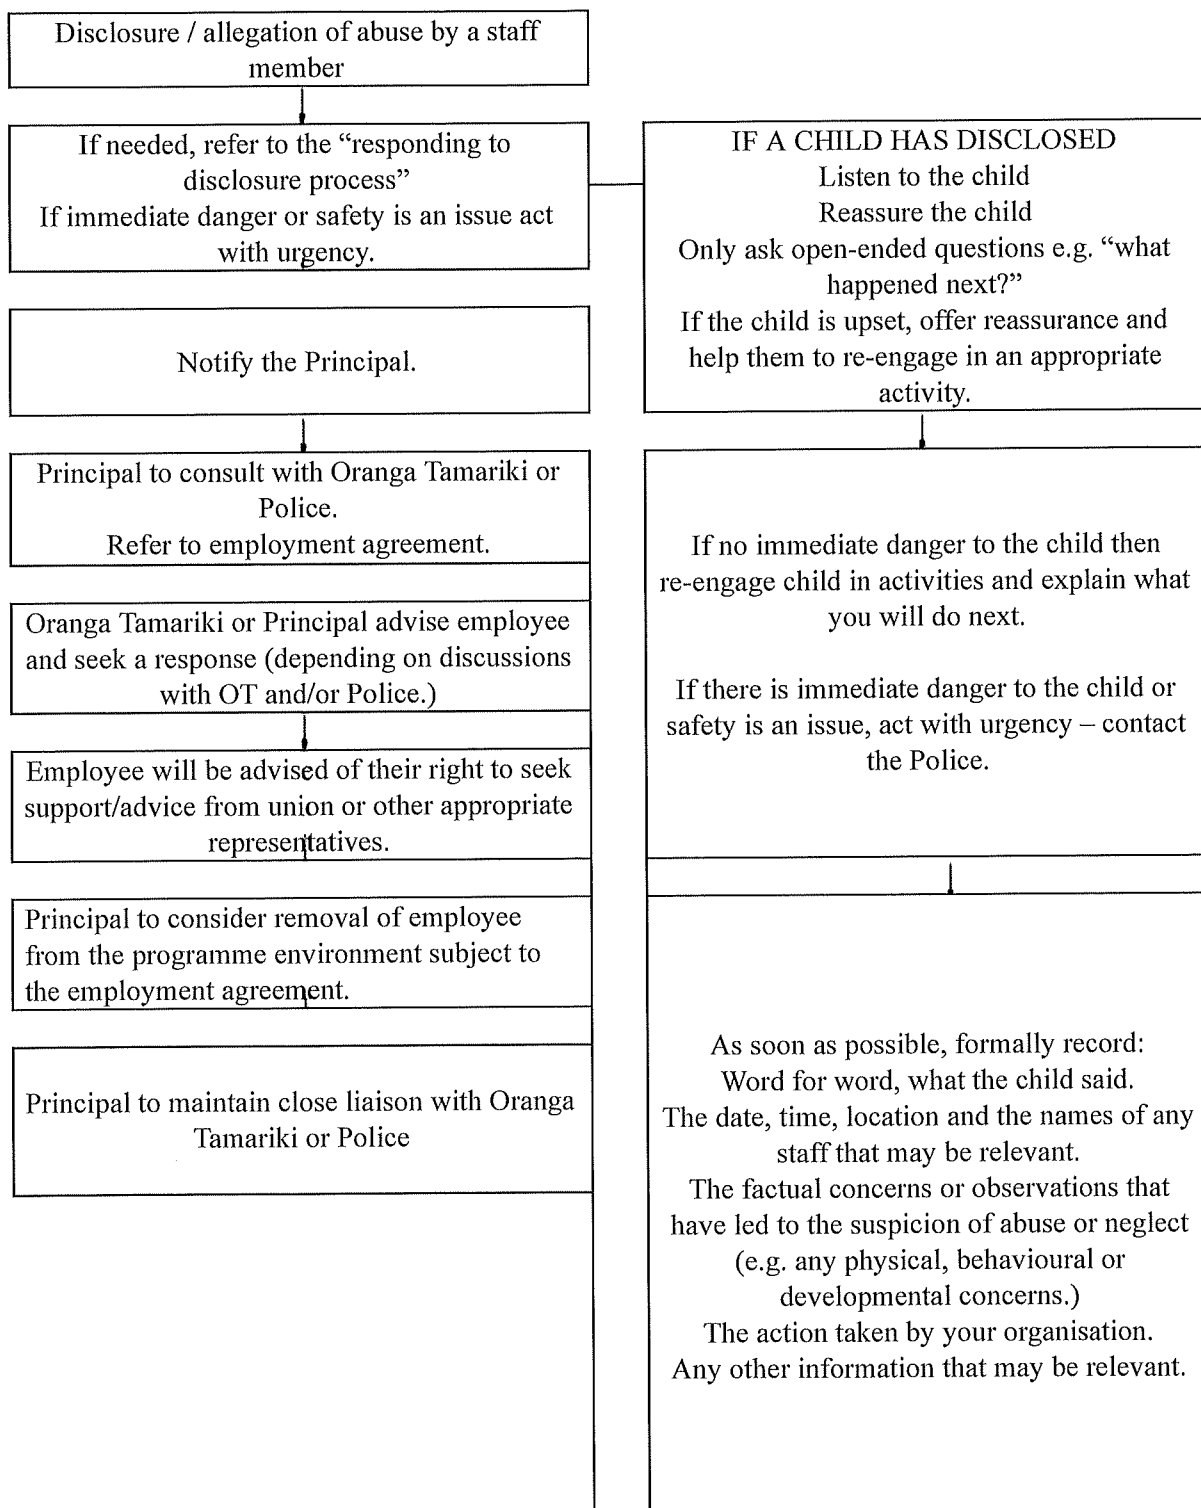 Disclosure / allegation of abuse by a staff
member
If needed, refer to the “responding to
disclosure process”
If immediate danger or safety is an issue act
with urgency.
Notify the Principal.
Principal to consult with Oranga Tamariki or
Police.
Refer to employment agreement.
Oranga Tamariki or Principal advise employee
and seek a response (depending on discussions
with OT and/or Police.)
Employee will be advised of their right to seek
support/advice from union or other appropriate
representatives.
Principal to consider removal of employee
from the programme environment subject to
the employment agreement.
Principal to maintain close liaison with Oranga
Tamariki or Police
IF A CHILD HAS DISCLOSED
Listen to the child
Reassure the child
Only ask open-ended questions e.g. “what
happened next?”
If the child is upset, offer reassurance and
help them to re-engage in an appropriate
activity.
If no immediate danger to the child then
re-engage child in activities and explain what
you will do next.
If there is immediate danger to the child or
safety is an issue, act with urgency – contact
the Police.
As soon as possible, formally record:
Word for word, what the child said.
The date, time, location and the names of any
staff that may be relevant.
The factual concerns or observations that
have led to the suspicion of abuse or neglect
(e.g. any physical, behavioural or
developmental concerns.)
The action taken by your organisation.
Any other information that may be relevant.